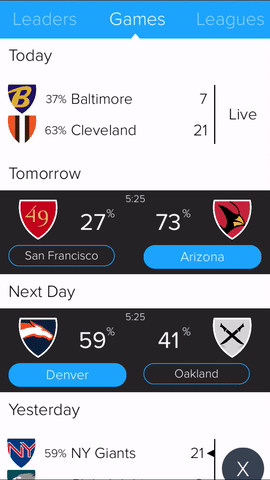 Leaders Games Leagues
Today
37% Baltimore 7
Live
63% Cleveland 21
Tomorrow
5:25
49 27% 73%
San Francisco Arizona
Next Day
5:25
59% 41%
Denver Oakland
Yesterday
NY 59% NY Giants 21
X